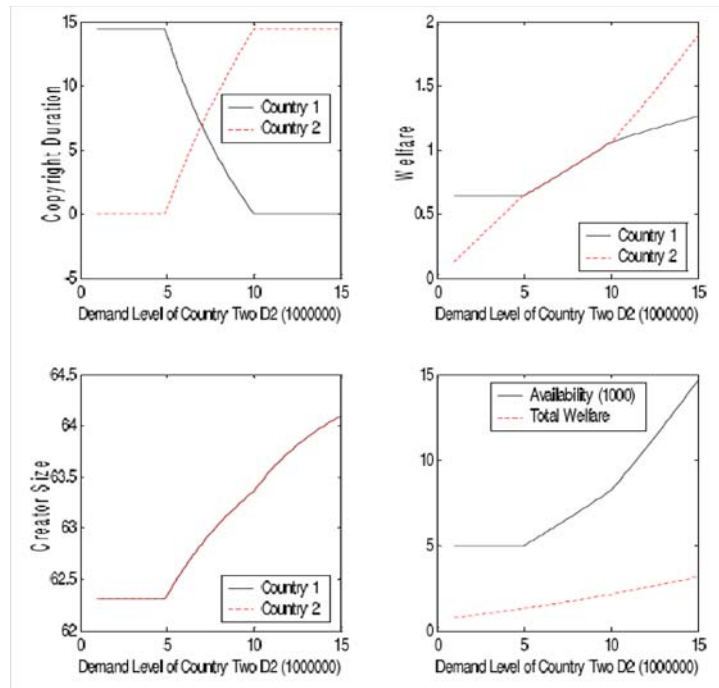 15
10
5
0
-5
Copyright Duration
Country 1
Country 2
0
5
10
15
Demand Level of Country Two D2 (1000000)
2
1.5
1
0.5
0
Welfare
Country 1
Country 2
0
5
10
15
Demand Level of Country Two D2 (1000000)
64.5
64
63.5
63
62.5
62
Creator Size
Country 1
Country 2
0
5
10
15
Demand Level of Country Two D2 (1000000)
15
10
5
0
Availability (1000)
Total Welfare
0
5
10
15
Demand Level of Country Two D2 (1000000)